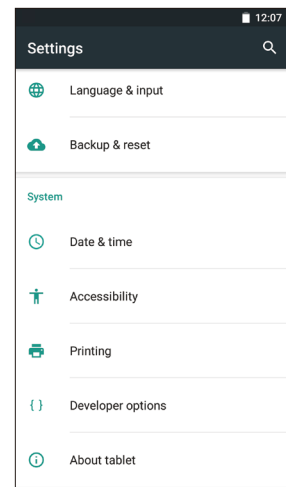 12:07
Settings
Language & input
Backup & reset
System
Date & time
Accessibility
Printing
{ } Developer options
About tablet